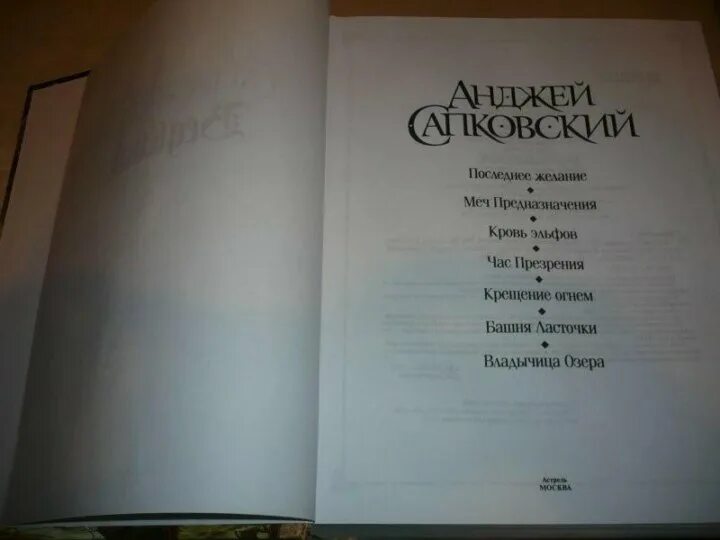 АНДЖЕЙ
САПКОВСКИЙ
Последнее желание
Меч Предназначения
Кровь эльфов
Час Презрения
Крещение огнем
Башня Ласточки
Владычица Озера
Астрель
МОСКВА